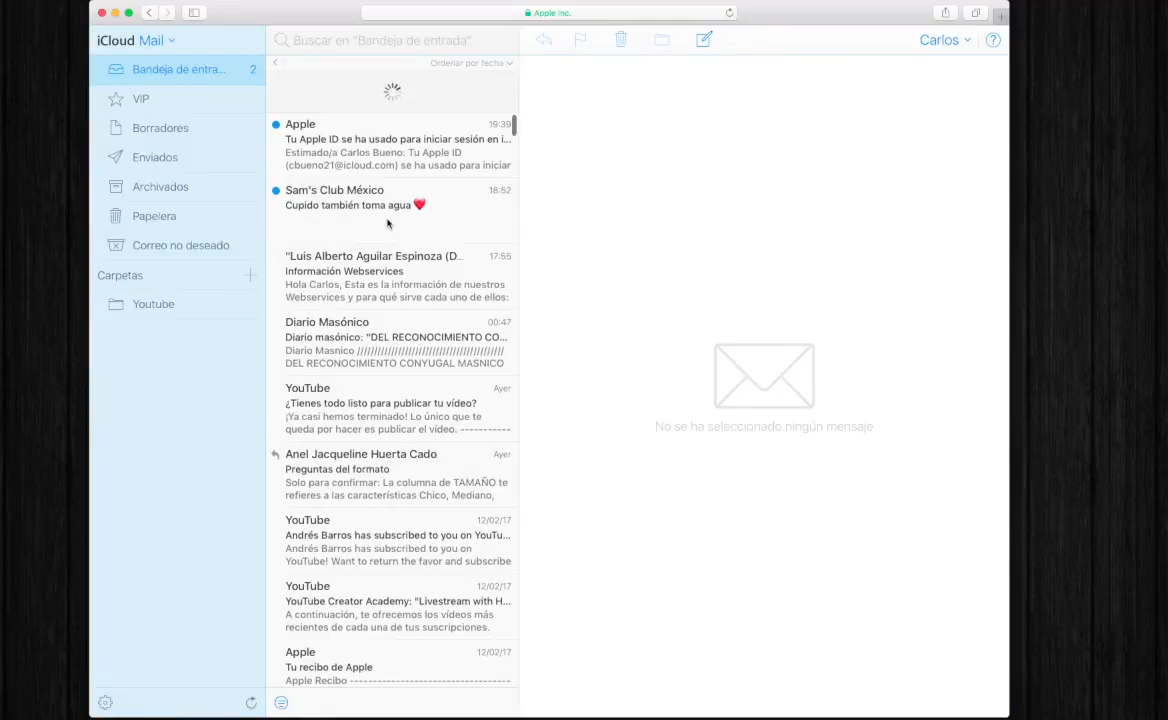 Apple Inc.
iCloud Mail
Buscar en "Bandeja de entrada"
Carlos
?
Bandeja de entra... 2
VIP
Borradores
Enviados
Archivados
Papelera
Correo no deseado
Carpetas
Youtube
Ordenar por fecha
Apple 19:39
Tu Apple ID se ha usado para iniciar sesión en i...
Estimado/a Carlos Bueno: Tu Apple ID
(cbueno21@icloud.com) se ha usado para iniciar
Sam's Club México 18:52
Cupido también toma agua ❤️
"Luis Alberto Aguilar Espinoza (D... 17:55
Información Webservices
Hola Carlos, Esta es la información de nuestros
Webservices y para qué sirve cada uno de ellos:
Diario Masónico 00:47
Diario masónico: "DEL RECONOCIMIENTO CO...
Diario Masnico ////////////////////////////////////////////
DEL RECONOCIMIENTO CONYUGAL MASNICO
YouTube Ayer
¿Tienes todo listo para publicar tu vídeo?
¡Ya casi hemos terminado! Lo único que te
queda por hacer es publicar el vídeo. -----------
Anel Jacqueline Huerta Cado Ayer
Preguntas del formato
Solo para confirmar: La columna de TAMAÑO te
refieres a las características Chico, Mediano,
YouTube 12/02/17
Andrés Barros has subscribed to you on YouTu...
Andrés Barros has subscribed to you on
YouTube! Want to return the favor and subscribe
YouTube 12/02/17
YouTube Creator Academy: "Livestream with H...
A continuación, te ofrecemos los vídeos más
recientes de cada una de tus suscripciones.
Apple 12/02/17
Tu recibo de Apple
Apple Recibo ----------------------------------
No se ha seleccionado ningún mensaje